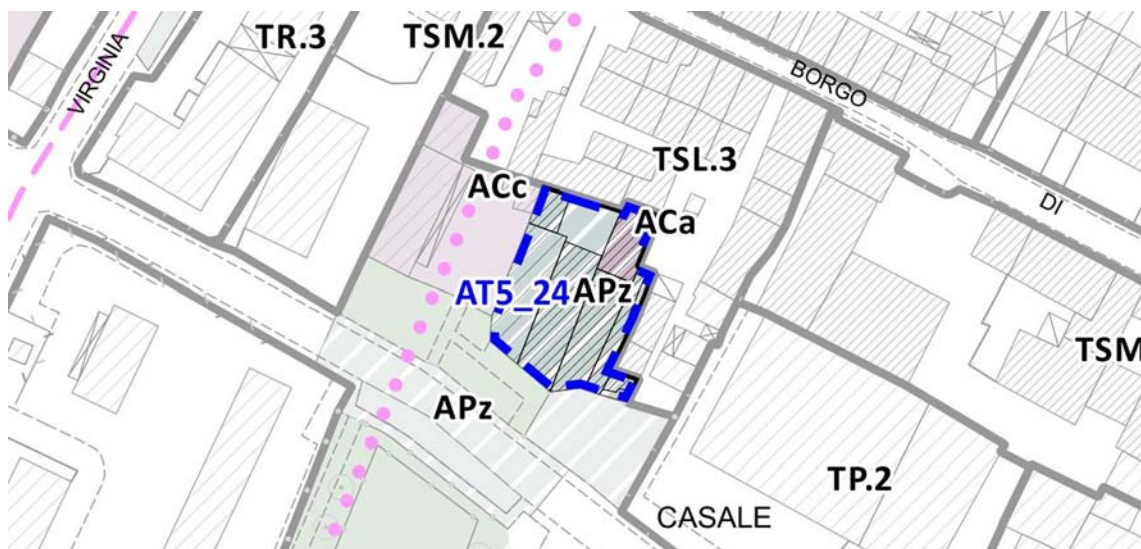 TR.3
TSM.2
VIRGINIA
BORGO
DI
TSL.3
ACc
ACa
AT5_24
APz
APz
TSM
TP.2
CASALE